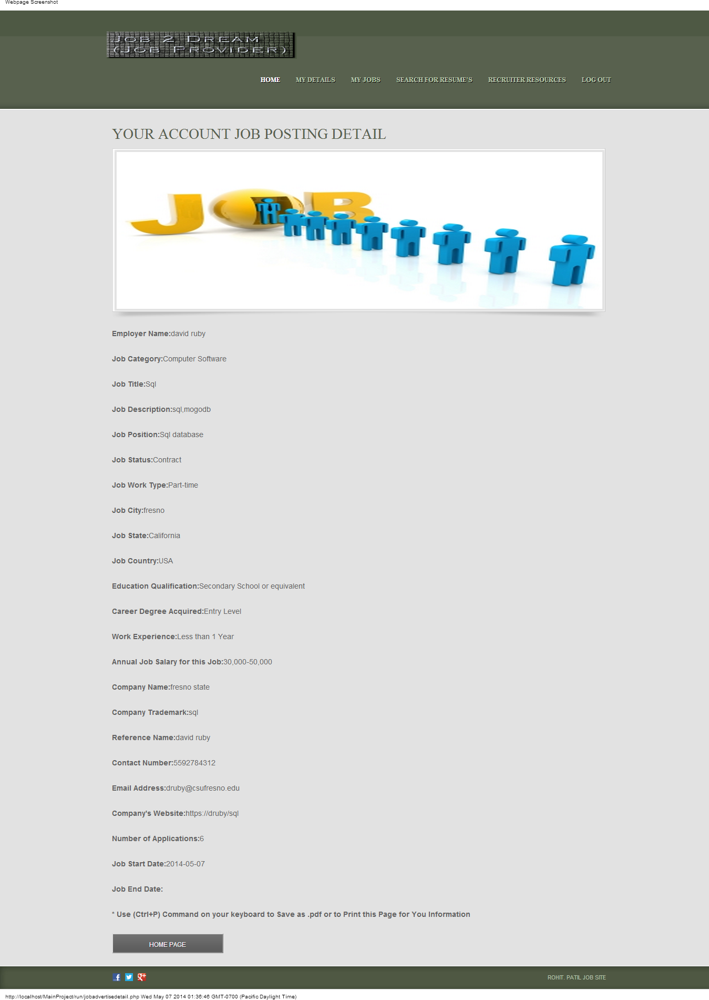 Webpage Screenshot
Job 2 Dream
(Job Provider)
HOME MY DETAILS MY JOBS SEARCH FOR RESUME'S RECRUITER RESOURCES LOG OUT
YOUR ACCOUNT JOB POSTING DETAIL
JOB
Employer Name:david ruby
Job Category:Computer Software
Job Title:Sql
Job Description:sql,mogodb
Job Position:Sql database
Job Status:Contract
Job Work Type:Part-time
Job City:fresno
Job State:California
Job Country:USA
Education Qualification:Secondary School or equivalent
Career Degree Acquired:Entry Level
Work Experience:Less than 1 Year
Annual Job Salary for this Job:30,000-50,000
Company Name:fresno state
Company Trademark:sql
Reference Name:david ruby
Contact Number:5592784312
Email Address:druby@csufresno.edu
Company's Website:https://druby/sql
Number of Applications:6
Job Start Date:2014-05-07
Job End Date:
* Use (Ctrl+P) Command on your keyboard to Save as .pdf or to Print this Page for You Information
HOME PAGE
ROHIT. PATIL JOB SITE
http://localhost/MainProject/run/jobadvertisedetail.php Wed May 07 2014 01:36:46 GMT-0700 (Pacific Daylight Time)